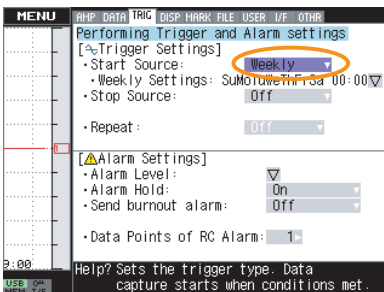 MENU
AMP DATA TRIG DISP MARK FILE USER I/F OTHR
Performing Trigger and Alarm settings
[Trigger Settings]
・Start Source: Weekly
・Weekly Settings: SuMoTuWeThFrSa 00:00
・Stop Source: Off
・Repeat: Off
[Alarm Settings]
・Alarm Level:
・Alarm Hold: On
・Send burnout alarm: Off
・Data Points of RC Alarm: 1
9:00
Help? Sets the trigger type. Data
capture starts when conditions met.
USB